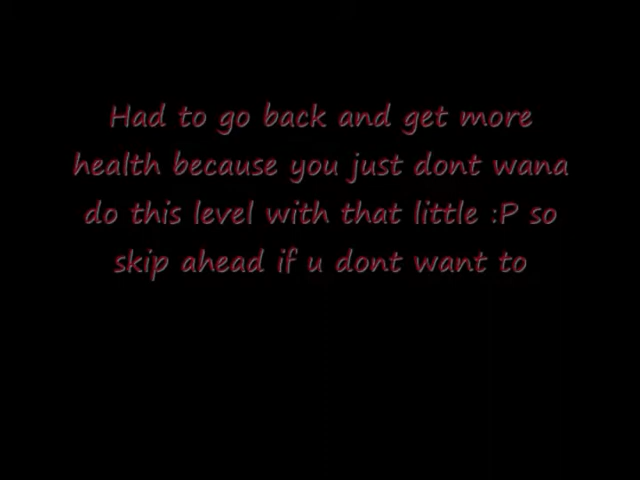 Had to go back and get more
health because you just dont wana
do this level with that little :P so
skip ahead if u dont want to